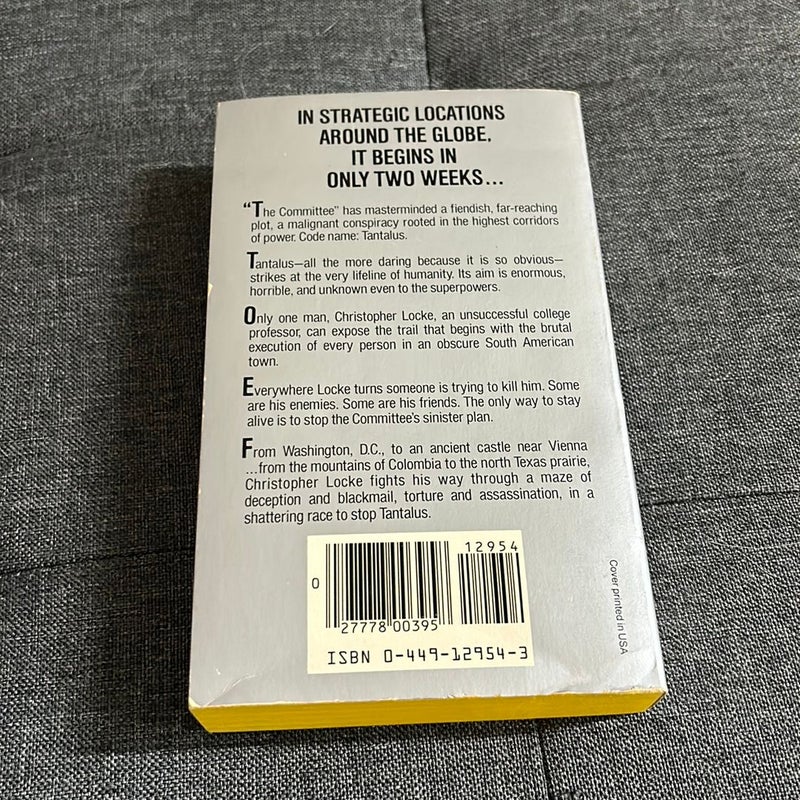 IN STRATEGIC LOCATIONS
AROUND THE GLOBE,
IT BEGINS IN
ONLY TWO WEEKS...
“The Committee” has masterminded a fiendish, far-reaching
plot, a malignant conspiracy rooted in the highest corridors
of power. Code name: Tantalus.
Tantalus—all the more daring because it is so obvious—
strikes at the very lifeline of humanity. Its aim is enormous,
horrible, and unknown even to the superpowers.
Only one man, Christopher Locke, an unsuccessful college
professor, can expose the trail that begins with the brutal
execution of every person in an obscure South American
town.
Everywhere Locke turns someone is trying to kill him. Some
are his enemies. Some are his friends. The only way to stay
alive is to stop the Committee’s sinister plan.
From Washington, D.C., to an ancient castle near Vienna
...from the mountains of Colombia to the north Texas prairie,
Christopher Locke fights his way through a maze of
deception and blackmail, torture and assassination, in a
shattering race to stop Tantalus.
12954
0
27778 00395
ISBN 0-449-12954-3
Cover printed in USA